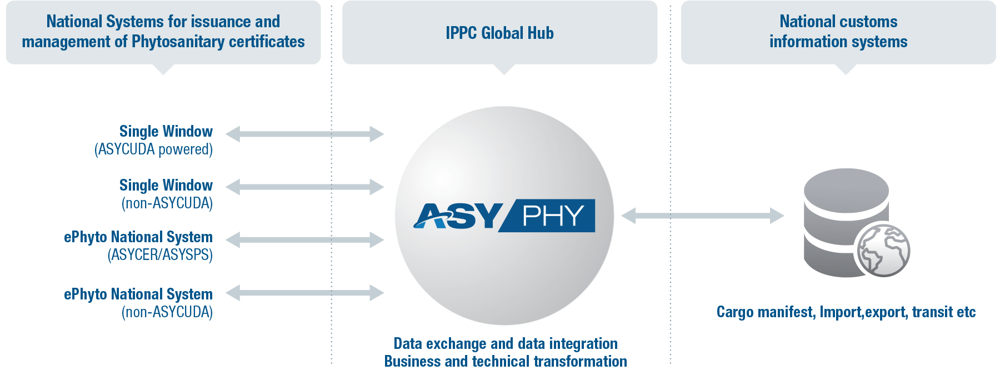 National Systems for issuance and
management of Phytosanitary certificates
IPPC Global Hub
National customs
information systems
Single Window
(ASYCUDA powered)
Single Window
(non-ASYCUDA)
ePhyto National System
(ASYCER/ASYSPS)
ePhyto National System
(non-ASYCUDA)
ASY PHY
Data exchange and data integration
Business and technical transformation
Cargo manifest, Import,export, transit etc